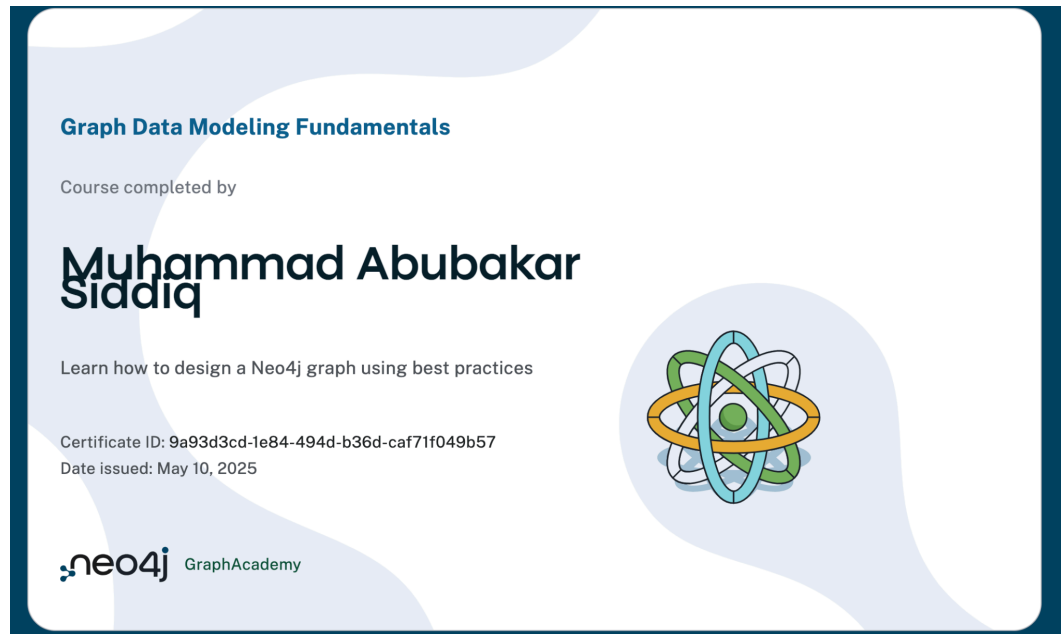 Graph Data Modeling Fundamentals
Course completed by
Muhammad Abubakar
Siddiq
Learn how to design a Neo4j graph using best practices
Certificate ID: 9a93d3cd-1e84-494d-b36d-caf71f049b57
Date issued: May 10, 2025
neo4j GraphAcademy